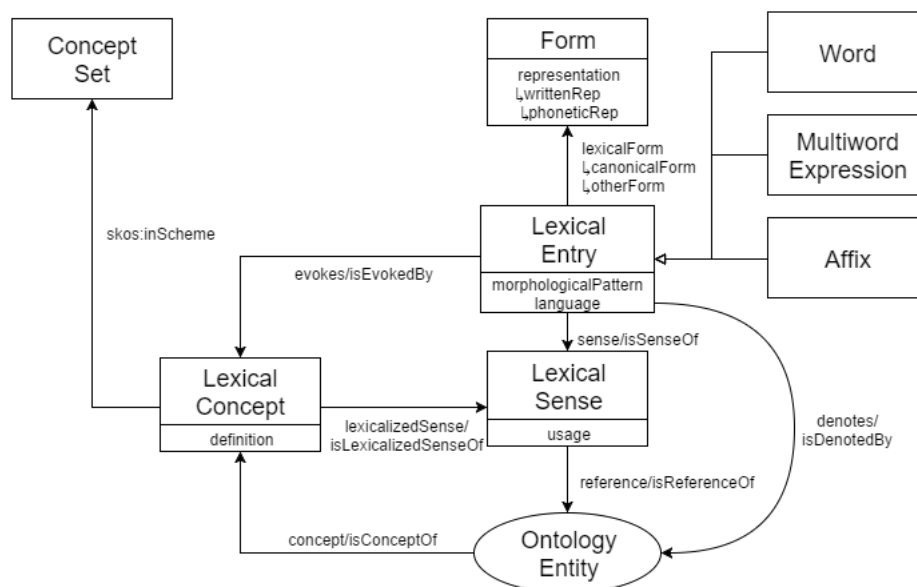 Concept
Set
Form
representation
↳writtenRep
↳phoneticRep
Word
Multiword
Expression
Affix
lexicalForm
↳canonicalForm
↳otherForm
skos:inScheme
Lexical
Entry
morphologicalPattern
language
evokes/isEvokedBy
sense/isSenseOf
Lexical
Concept
definition
lexicalizedSense/
isLexicalizedSenseOf
Lexical
Sense
usage
denotes/
isDenotedBy
reference/isReferenceOf
concept/isConceptOf
Ontology
Entity